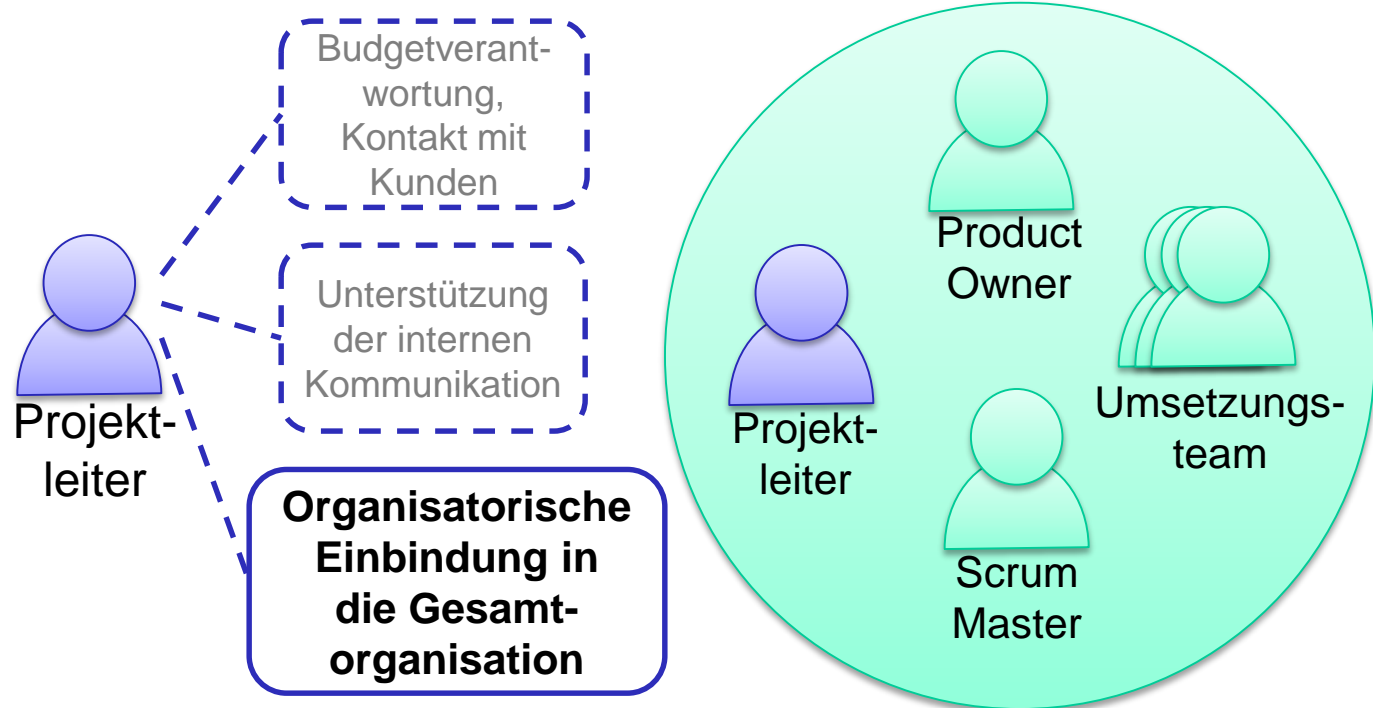 Budgetverant-
wortung,
Kontakt mit
Kunden
Unterstützung
der internen
Kommunikation
Projekt-
leiter
Organisatorische
Einbindung in
die Gesamt-
organisation
Product
Owner
Projekt-
leiter
Umsetzungs-
team
Scrum
Master